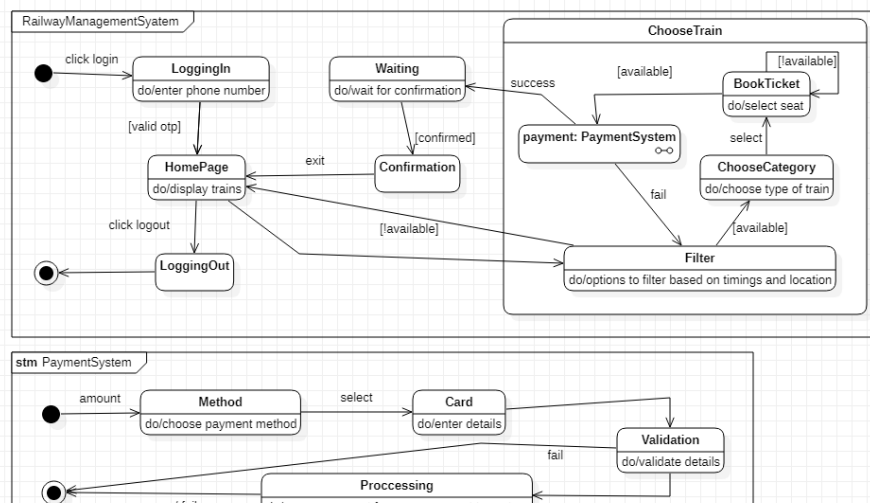 RailwayManagementSyatem
ChooseTrain
click login
LoggingIn
do/enter phone number
Waiting
do/wait for confirmation
success
[available]
[!available]
BookTicket
do/select seat
[valid otp]
[confirmed]
payment: PaymentSystem
select
HomePage
do/display trains
exit
Confirmation
ChooseCategory
do/choose type of train
fail
click logout
[!available]
[available]
LoggingOut
Filter
do/options to filter based on timings and location
stm PaymentSystem
amount
Method
do/choose payment method
select
Card
do/enter details
Validation
do/validate details
fail
Proccessing